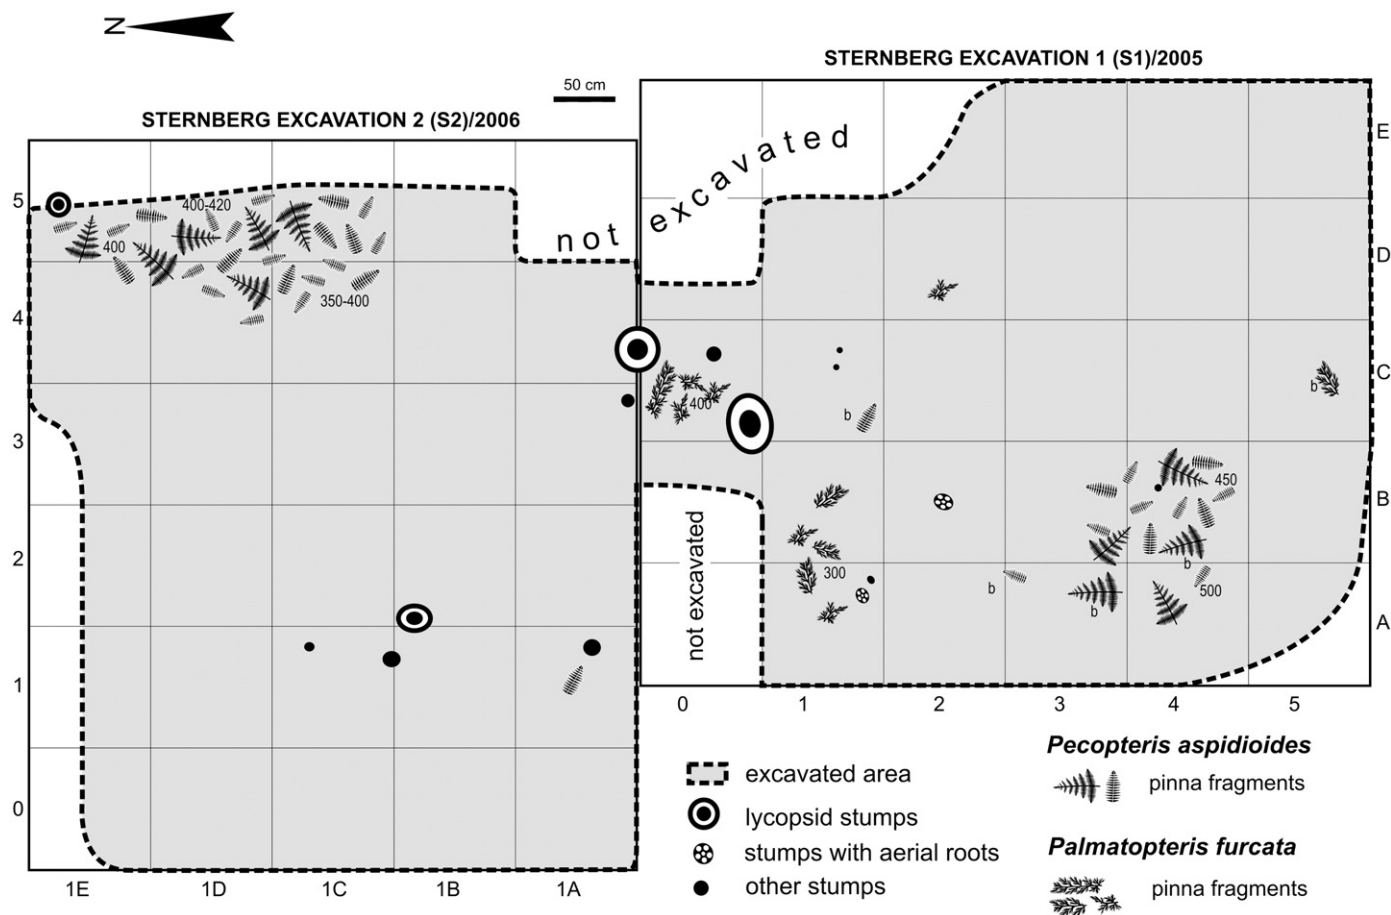 N
STERNBERG EXCAVATION 1 (S1)/2005
50 cm
STERNBERG EXCAVATION 2 (S2)/2006
not excavated
E
D
C
B
A
5
4
3
2
1
0
400-420
400
350-400
400
b
b
450
b
500
b
b
300
not excavated
0 1 2 3 4 5
1E 1D 1C 1B 1A
excavated area
lycopsid stumps
stumps with aerial roots
other stumps
Pecopteris aspidioides
pinna fragments
Palmatopteris furcata
pinna fragments